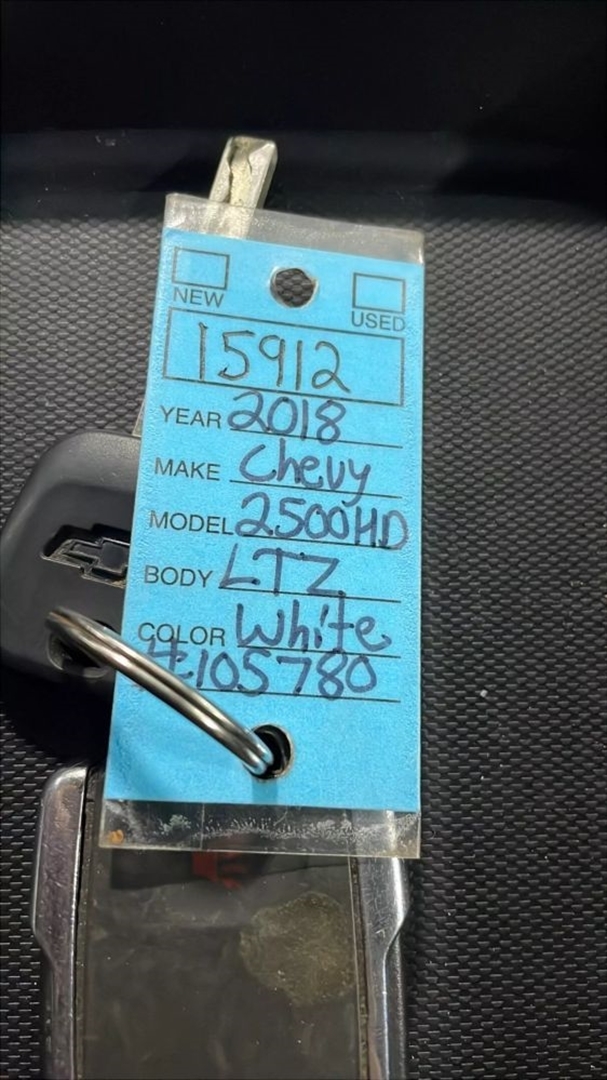 NEW USED
15912
YEAR 2018
MAKE Chevy
MODEL 2500HD
BODY LTZ
COLOR White
#105780